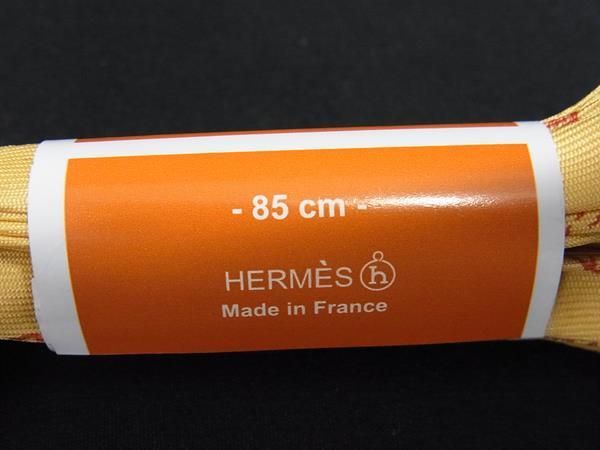 - 85 cm -
HERMÈS h
Made in France